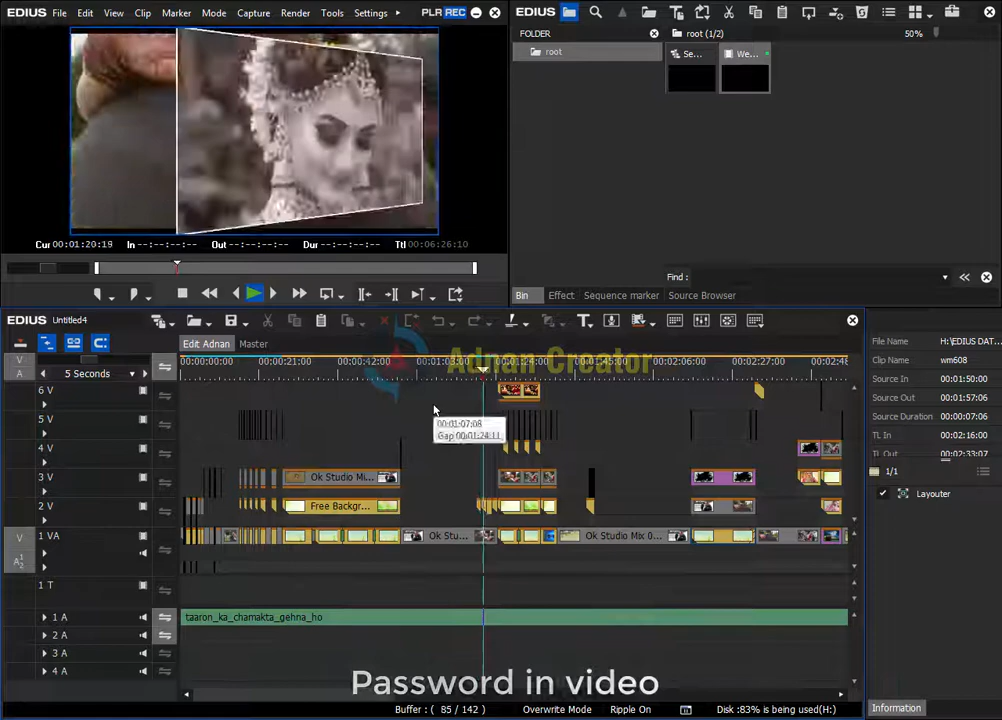 EDIUS File Edit View Clip Marker Mode Capture Render Tools Settings PLR REC
Cur 00:01:20:19 In --:--:--:-- Out --:--:--:-- Dur --:--:--:-- Ttl 00:06:26:10
EDIUS
FOLDER
root (1/2)
50%
root
Se...
We...
Find :
Bin Effect Sequence marker Source Browser
EDIUS Untitled4
Edit Adnan Master
Adnan Creator
V
A
5 Seconds
00:00:00:00 00:00:21:00 00:00:42:00 00:01:03:00 00:01:24:00 00:01:45:00 00:02:06:00 00:02:27:00 00:02:48
6 V
5 V
00:01:07:08
Gap 00:01:24:11
4 V
3 V
Ok Studio Mi...
2 V
Free Backgr...
V
1 VA
Ok Stu...
Ok Studio Mix 0...
A1 2
1 T
1 A
taaron_ka_chamakta_gehna_ho
2 A
3 A
4 A
File Name H:\EDIUS DAT..
Clip Name wm608
Source In 00:01:50:00
Source Out 00:01:57:06
Source Duration 00:00:07:06
TL In 00:02:16:00
TL Out 00:02:33:07
1/1
Layouter
Information
Password in video
Buffer : ( 85 / 142 ) Overwrite Mode Ripple On Disk :83% is being used(H:)